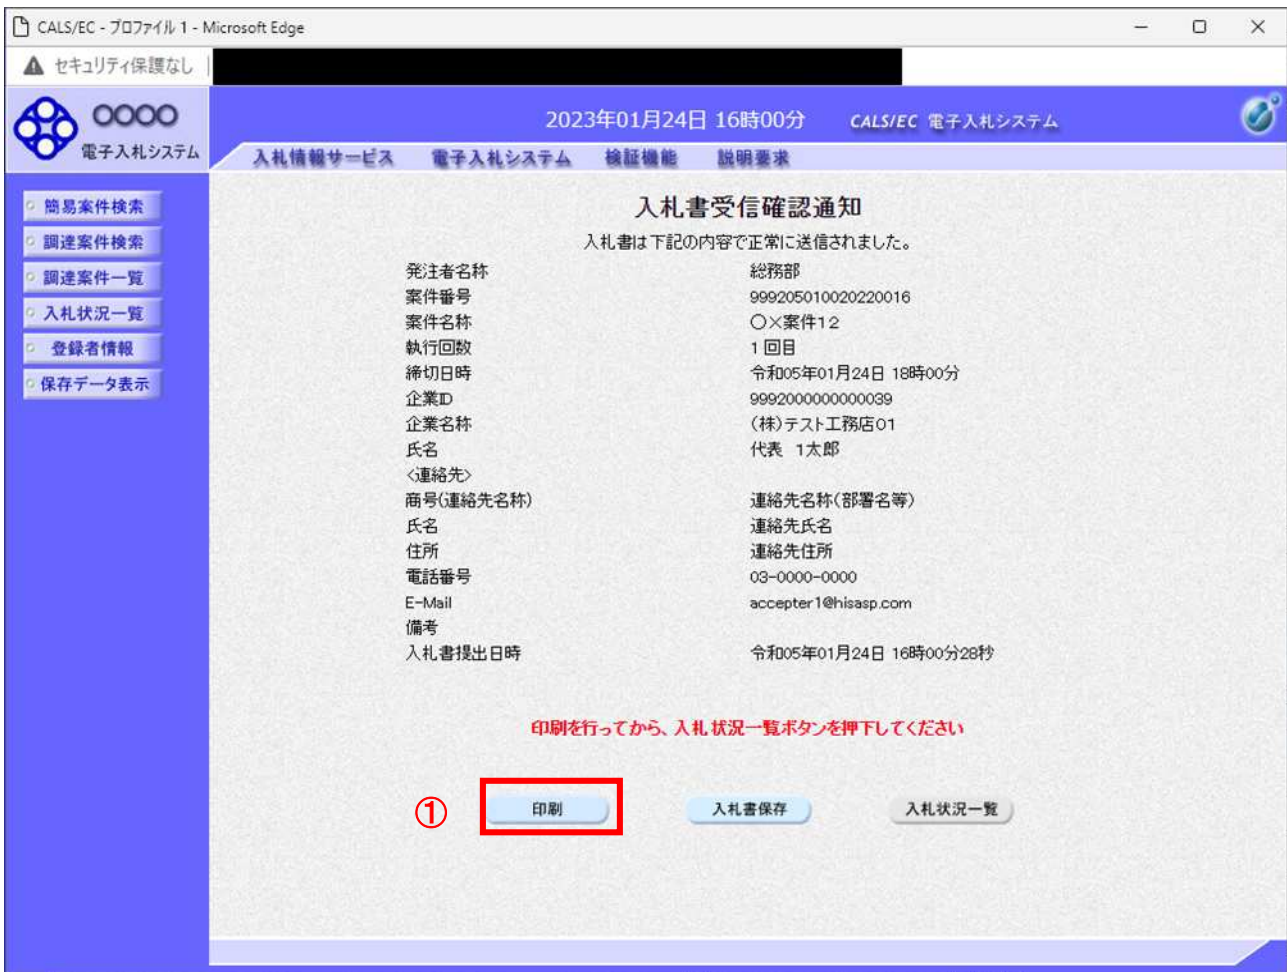 CALS/EC - プロファイル 1 - Microsoft Edge
セキュリティ保護なし
〇〇〇〇
電子入札システム
2023年01月24日 16時00分
CALS/EC 電子入札システム
入札情報サービス 電子入札システム 検証機能 説明要求
簡易案件検索
調達案件検索
調達案件一覧
入札状況一覧
登録者情報
保存データ表示
入札書受信確認通知
入札書は下記の内容で正常に送信されました。
発注者名称 総務部
案件番号 999205010020220016
案件名称 〇×案件12
執行回数 1回目
締切日時 令和05年01月24日 18時00分
企業ID 9992000000000039
企業名称 (株)テスト工務店01
氏名 代表 1太郎
<連絡先>
商号(連絡先名称) 連絡先名称(部署名等)
氏名 連絡先氏名
住所 連絡先住所
電話番号 03-0000-0000
E-Mail accepter1@hisasp.com
備考
入札書提出日時 令和05年01月24日 16時00分28秒
印刷を行ってから、入札状況一覧ボタンを押下してください
① 印刷 入札書保存 入札状況一覧